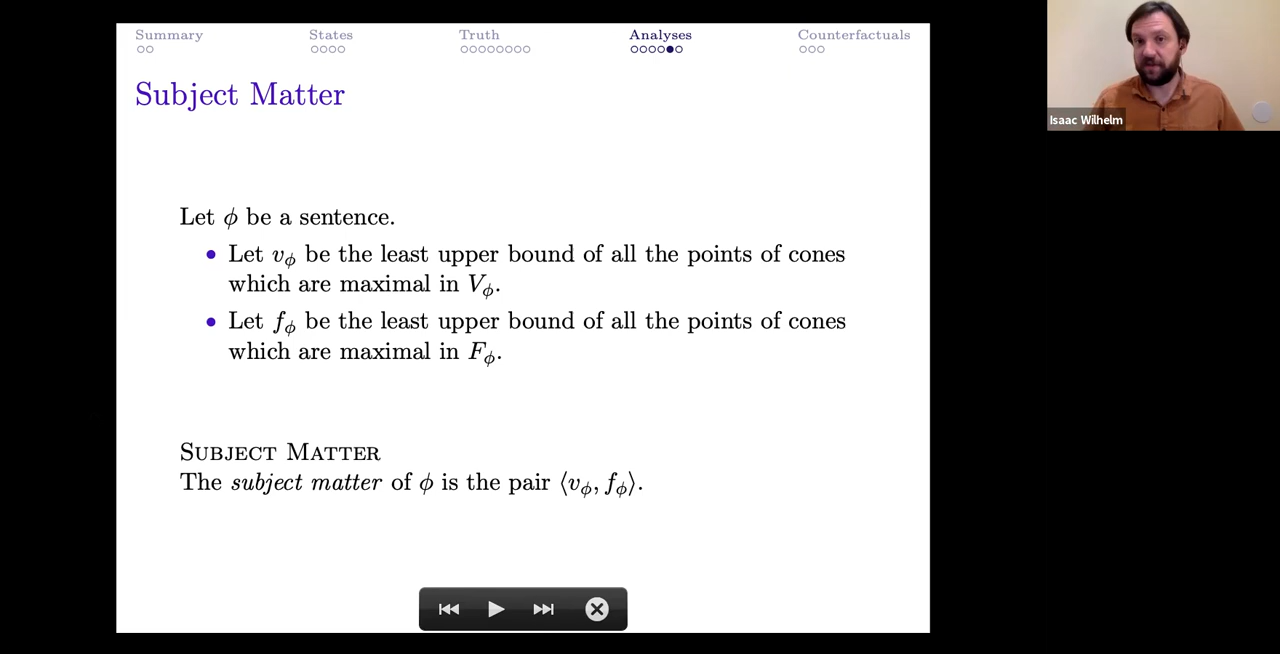 Summary States Truth Analyses Counterfactuals
Subject Matter
Isaac Wilhelm
Let ϕ be a sentence.
• Let v_ϕ be the least upper bound of all the points of cones
which are maximal in V_ϕ.
• Let f_ϕ be the least upper bound of all the points of cones
which are maximal in F_ϕ.
Subject Matter
The subject matter of ϕ is the pair ⟨v_ϕ, f_ϕ⟩.